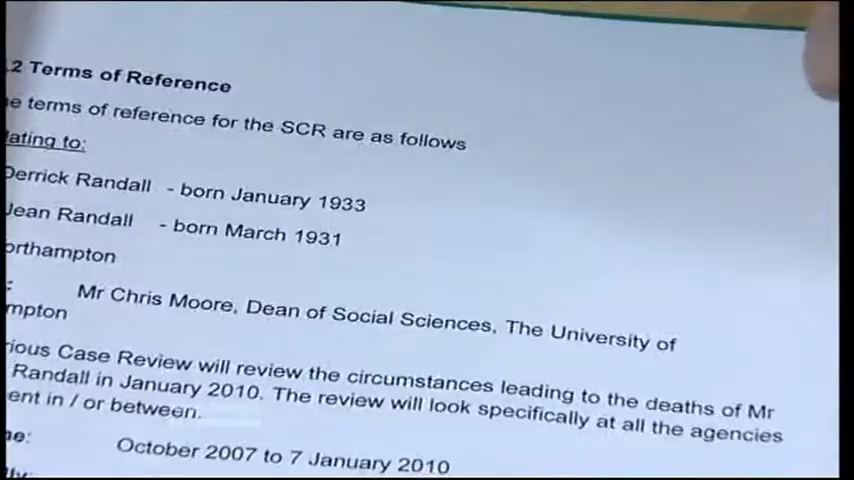 .2 Terms of Reference
e terms of reference for the SCR are as follows
lating to:
Derrick Randall - born January 1933
Jean Randall - born March 1931
orthampton
: Mr Chris Moore, Dean of Social Sciences, The University of
mpton
rious Case Review will review the circumstances leading to the deaths of Mr
Randall in January 2010. The review will look specifically at all the agencies
ent in / or between.
ne: October 2007 to 7 January 2010